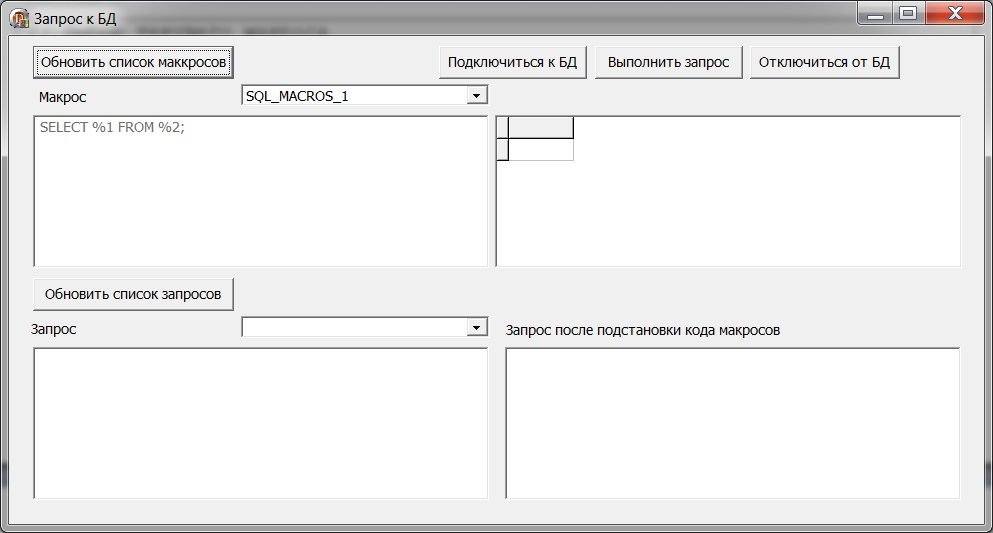 Запрос к БД
Обновить список маккросов
Подключиться к БД
Выполнить запрос
Отключиться от БД
Макрос
SQL_MACROS_1
SELECT %1 FROM %2;
Обновить список запросов
Запрос
Запрос после подстановки кода макросов